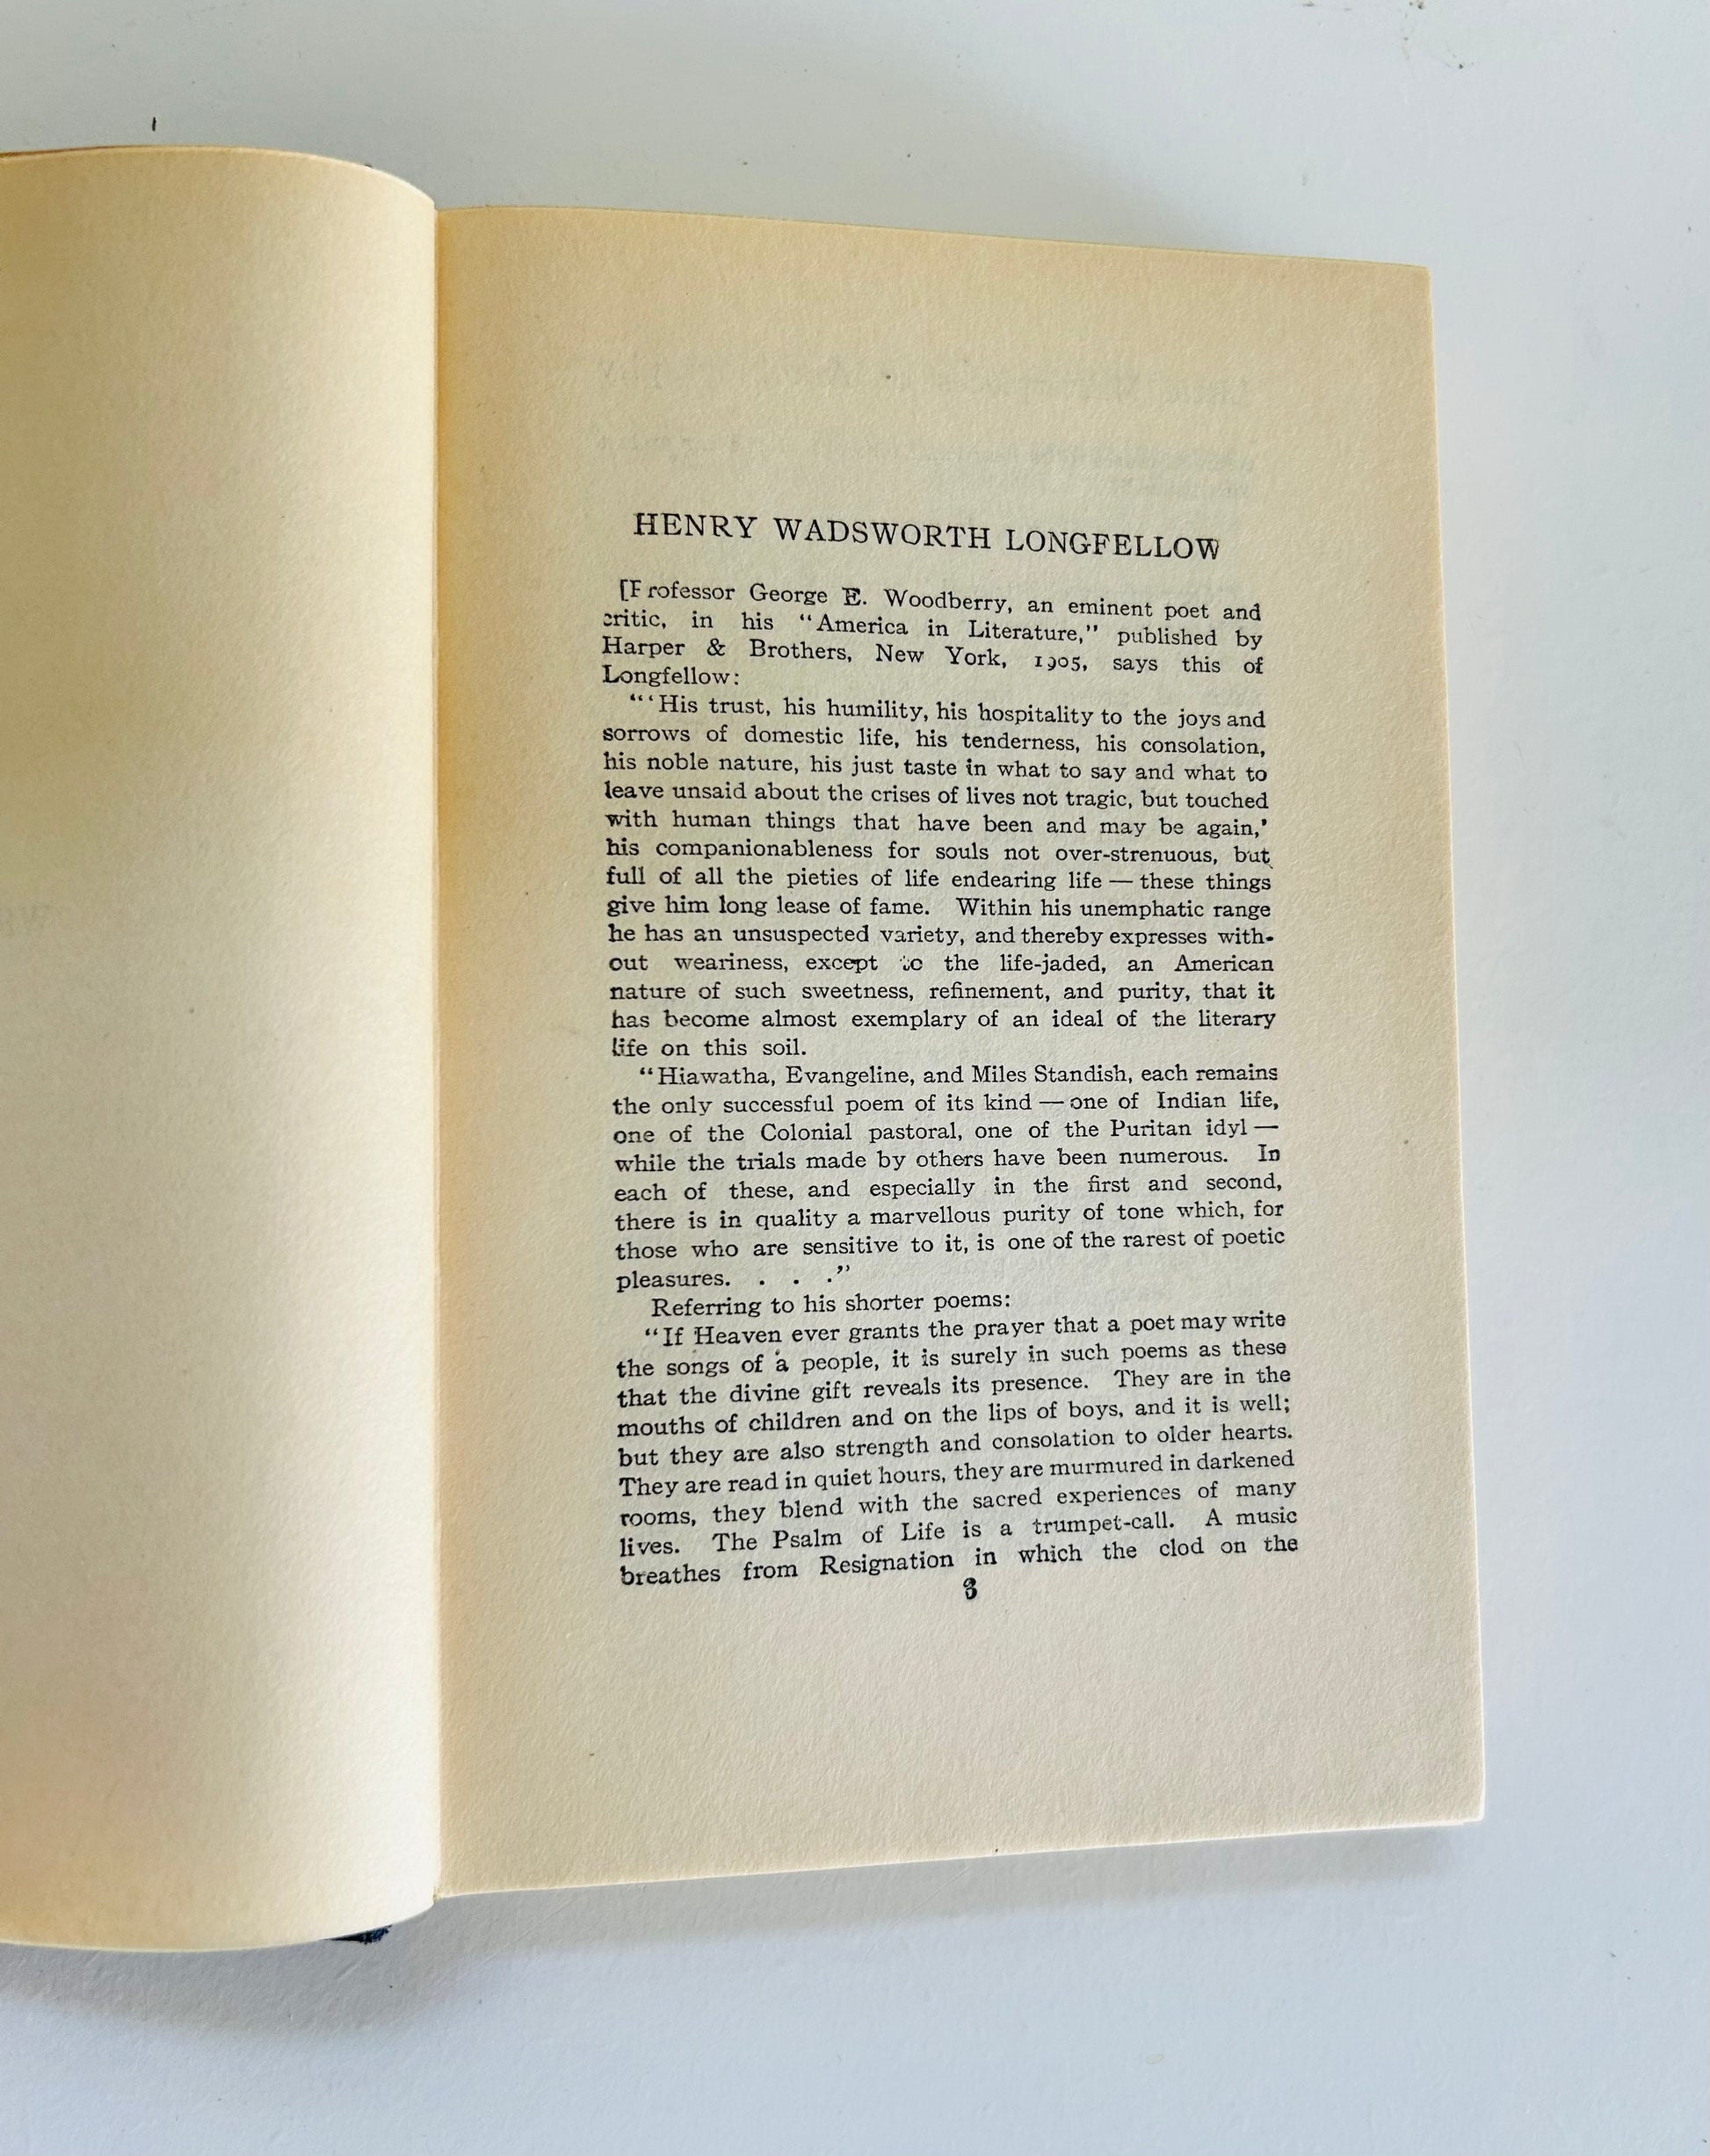 HENRY WADSWORTH LONGFELLOW
[Professor George E. Woodberry, an eminent poet and
critic, in his "America in Literature," published by
Harper & Brothers, New York, 1905, says this of
Longfellow:
"'His trust, his humility, his hospitality to the joys and
sorrows of domestic life, his tenderness, his consolation,
his noble nature, his just taste in what to say and what to
leave unsaid about the crises of lives not tragic, but touched
with human things that have been and may be again,'
his companionableness for souls not over-strenuous, but
full of all the pieties of life endearing life — these things
give him long lease of fame. Within his unemphatic range
he has an unsuspected variety, and thereby expresses with-
out weariness, except to the life-jaded, an American
nature of such sweetness, refinement, and purity, that it
has become almost exemplary of an ideal of the literary
life on this soil.
"Hiawatha, Evangeline, and Miles Standish, each remains
the only successful poem of its kind — one of Indian life,
one of the Colonial pastoral, one of the Puritan idyl —
while the trials made by others have been numerous. In
each of these, and especially in the first and second,
there is in quality a marvellous purity of tone which, for
those who are sensitive to it, is one of the rarest of poetic
pleasures. . . ."
Referring to his shorter poems:
"If Heaven ever grants the prayer that a poet may write
the songs of a people, it is surely in such poems as these
that the divine gift reveals its presence. They are in the
mouths of children and on the lips of boys, and it is well;
but they are also strength and consolation to older hearts.
They are read in quiet hours, they are murmured in darkened
rooms, they blend with the sacred experiences of many
lives. The Psalm of Life is a trumpet-call. A music
breathes from Resignation in which the clod on the
3